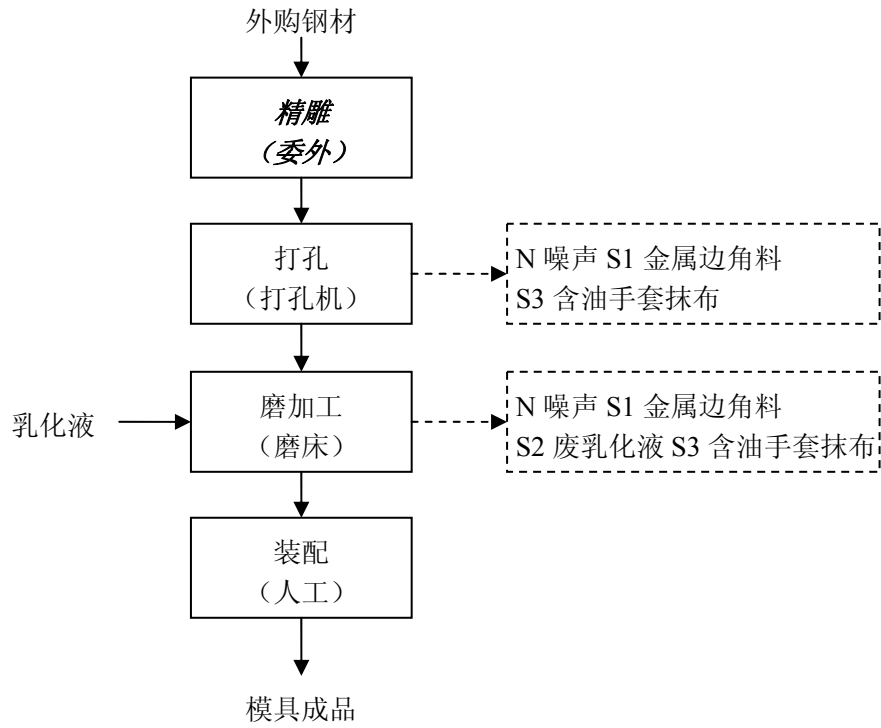 外购钢材
精雕
（委外）
打孔
（打孔机）
N 噪声 S1 金属边角料
S3 含油手套抹布
乳化液
磨加工
（磨床）
N 噪声 S1 金属边角料
S2 废乳化液 S3 含油手套抹布
装配
（人工）
模具成品